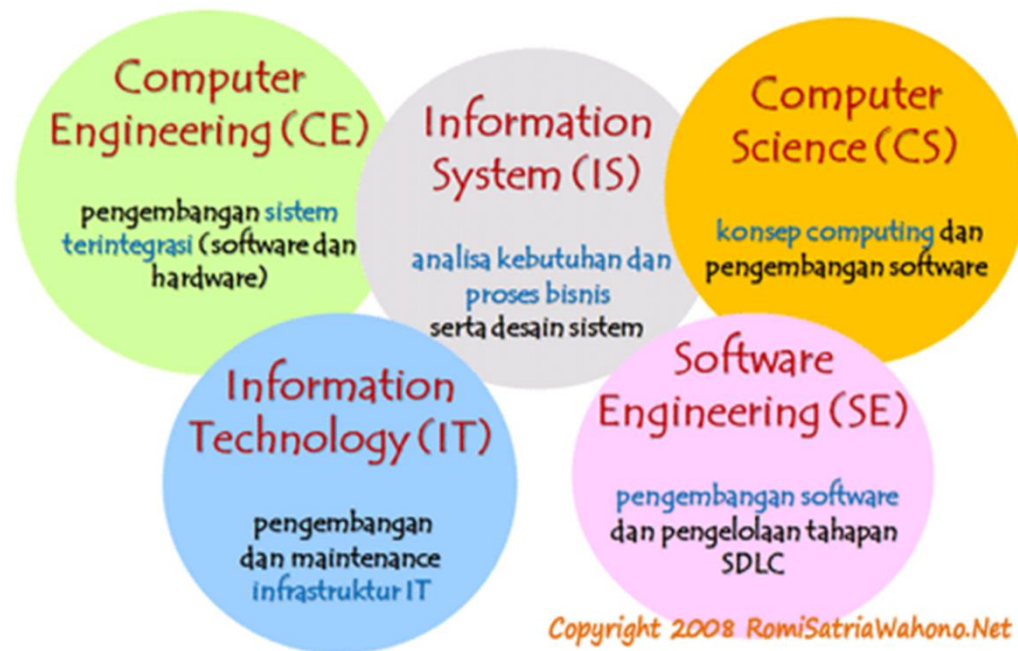 Computer
Engineering (CE)
pengembangan sistem
terintegrasi (software dan
hardware)
Information
System (IS)
analisa kebutuhan dan
proses bisnis
serta desain sistem
Computer
Science (CS)
konsep computing dan
pengembangan software
Information
Technology (IT)
pengembangan
dan maintenance
infrastruktur IT
Software
Engineering (SE)
pengembangan software
dan pengelolaan tahapan
SDLC
Copyright 2008 RomiSatriaWahono.Net